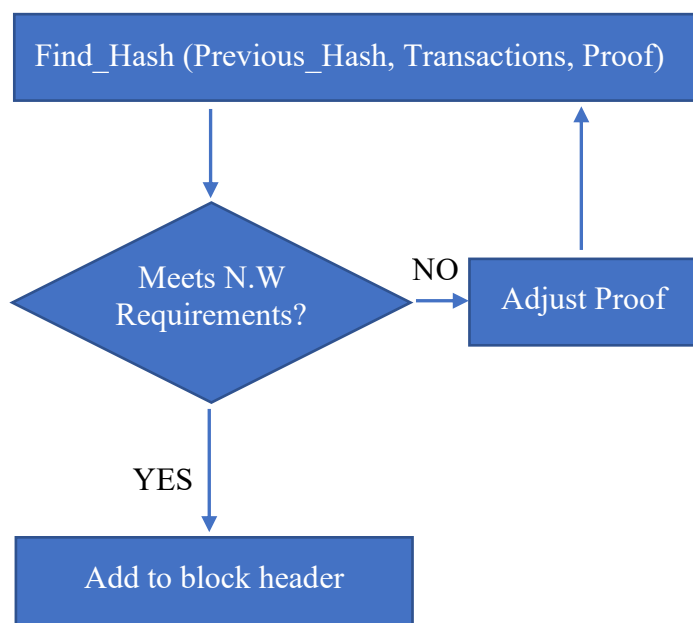 Find_Hash (Previous_Hash, Transactions, Proof)
Meets N.W
Requirements?
NO
Adjust Proof
YES
Add to block header